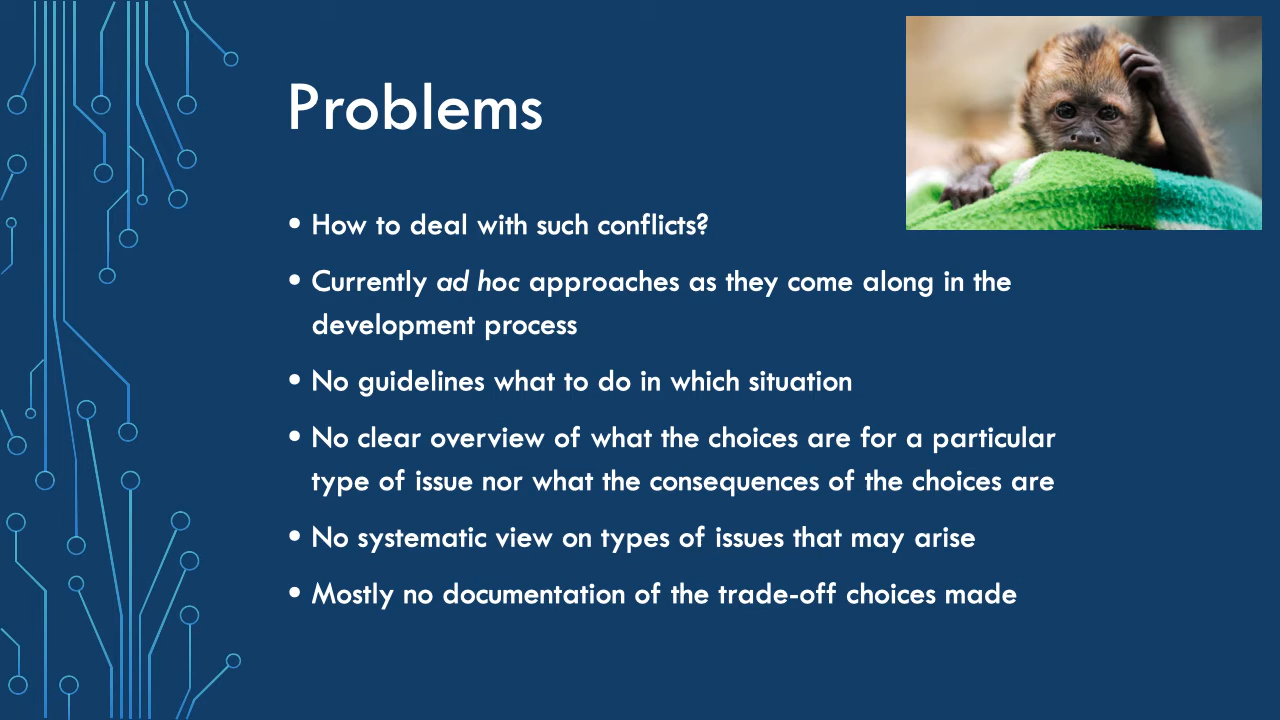 Problems
• How to deal with such conflicts?
• Currently ad hoc approaches as they come along in the
development process
• No guidelines what to do in which situation
• No clear overview of what the choices are for a particular
type of issue nor what the consequences of the choices are
• No systematic view on types of issues that may arise
• Mostly no documentation of the trade-off choices made